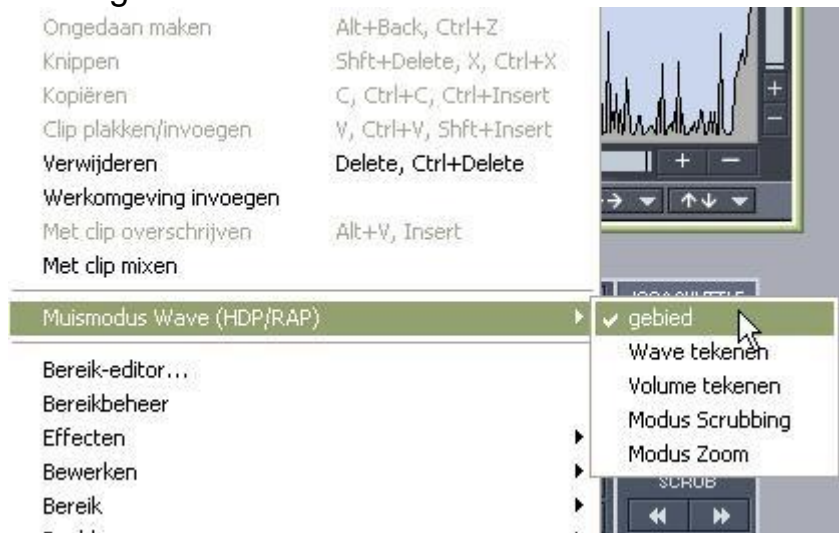 Ongedaan maken Alt+Back, Ctrl+Z
Knippen Shft+Delete, X, Ctrl+X
Kopiëren C, Ctrl+C, Ctrl+Insert
Clip plakken/invoegen V, Ctrl+V, Shft+Insert
Verwijderen Delete, Ctrl+Delete
Werkomgeving invoegen
Met clip overschrijven Alt+V, Insert
Met clip mixen
Muismodus Wave (HDP/RAP)
gebied
Wave tekenen
Volume tekenen
Modus Scrubbing
Modus Zoom
SCRUB
Bereik-editor...
Bereikbeheer
Effecten
Bewerken
Bereik